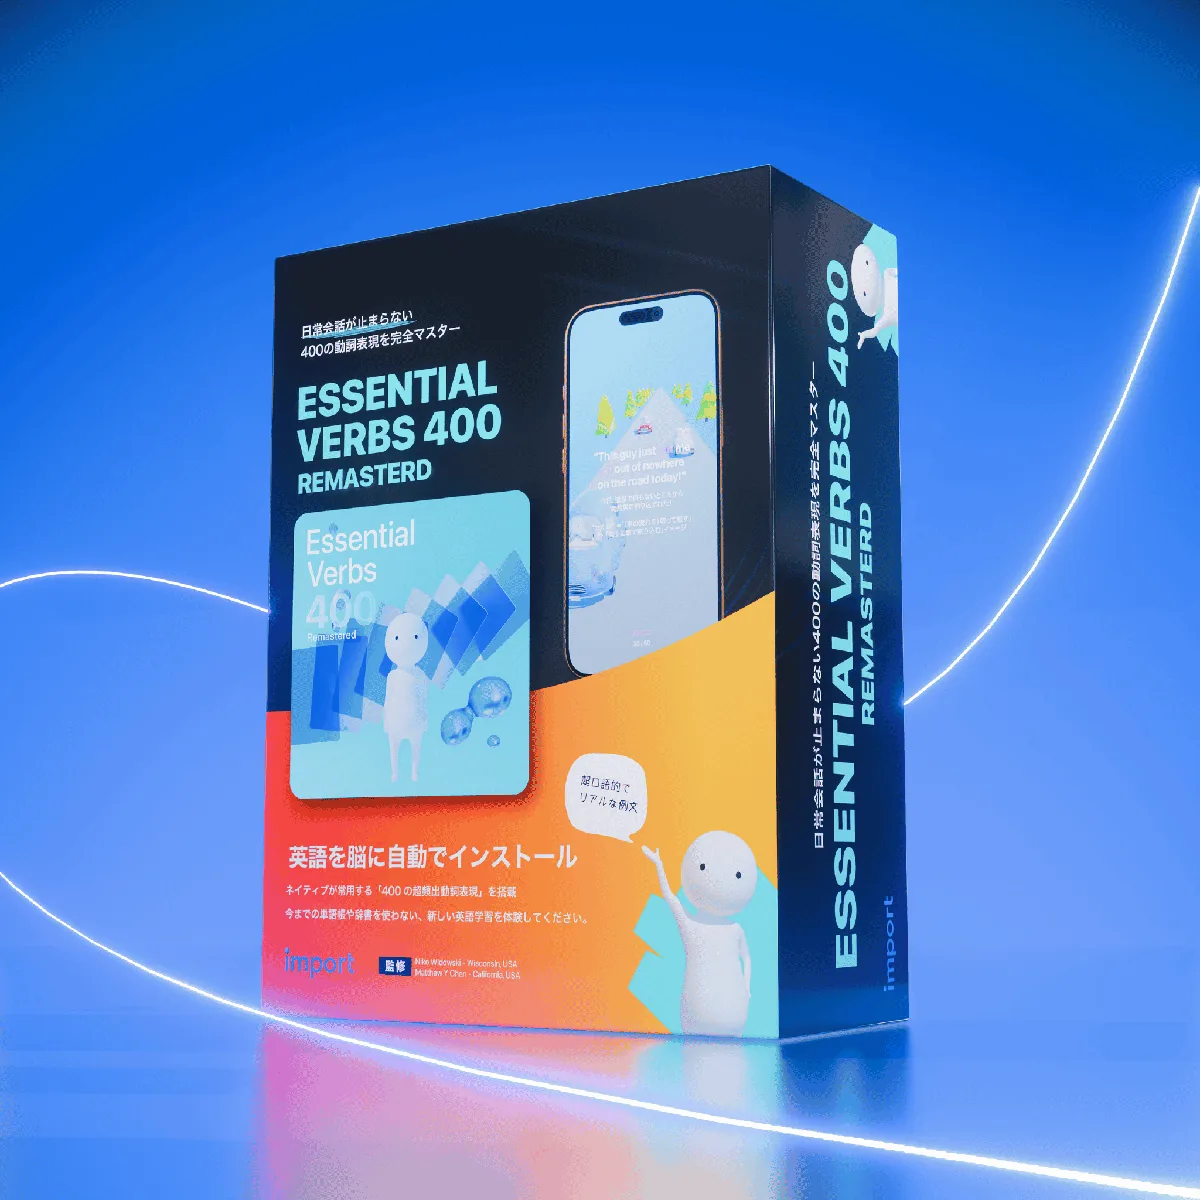 日常会話が止まらない
400の動詞表現を完全マスター
ESSENTIAL
VERBS 400
REMASTERD
Essential
Verbs
400
Remastered
"This guy just
out of nowhere
on the road today!"
超口語的で
リアルな例文
英語を脳に自動でインストール
ネイティブが常用する「400の超頻出動詞表現」を搭載
今までの単語帳や辞書を使わない、新しい英語学習を体験してください。
import
監修
Niko Widowski - Wisconsin, USA
Matthew Y Chen - California, USA
日常会話が止まらない400の動詞表現を完全マスター
ESSENTIAL VERBS 400
REMASTERD
import